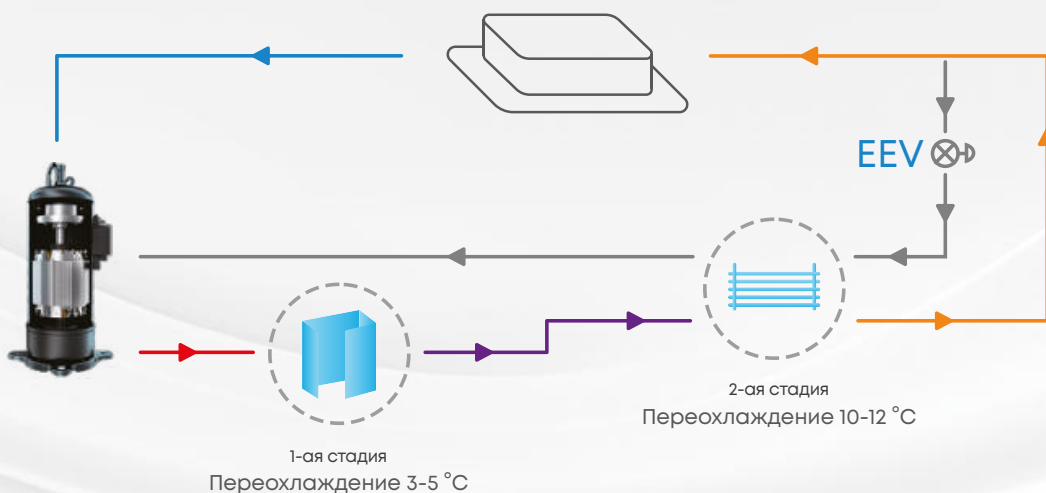 EEV
2-ая стадия
Переохлаждение 10-12 °C
1-ая стадия
Переохлаждение 3-5 °C